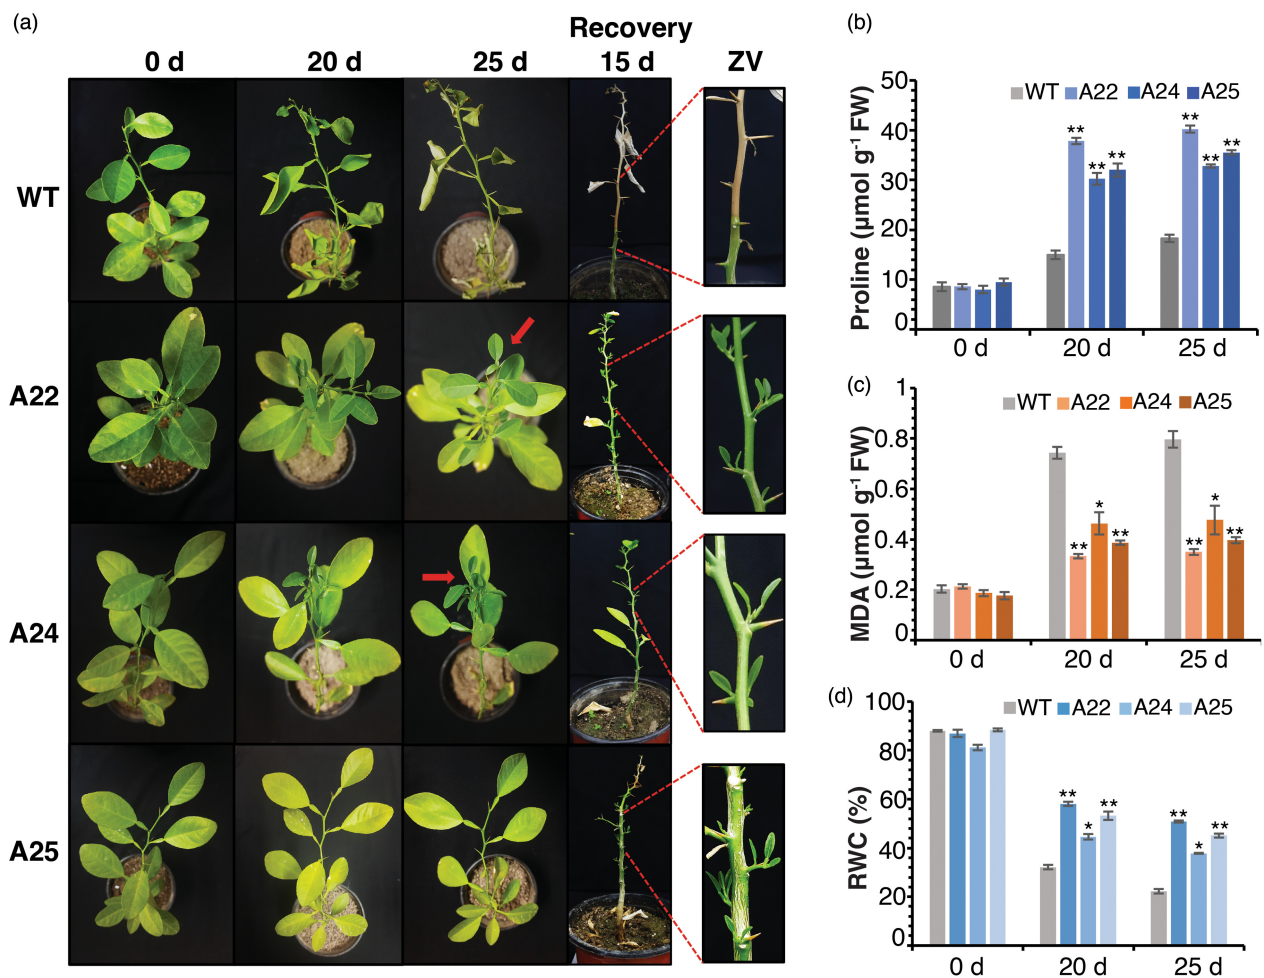 (a)
Recovery
0 d 20 d 25 d 15 d ZV
WT
A22
A24
A25
(b)
WT A22 A24 A25
Proline (µmol g⁻¹ FW)
50
40
30
20
10
0
** ** ** ** ** **
0 d 20 d 25 d
(c)
WT A22 A24 A25
MDA (µmol g⁻¹ FW)
1
0.8
0.6
0.4
0.2
0
** * ** ** * **
0 d 20 d 25 d
(d)
WT A22 A24 A25
RWC (%)
100
80
60
40
20
0
** * ** ** * **
0 d 20 d 25 d